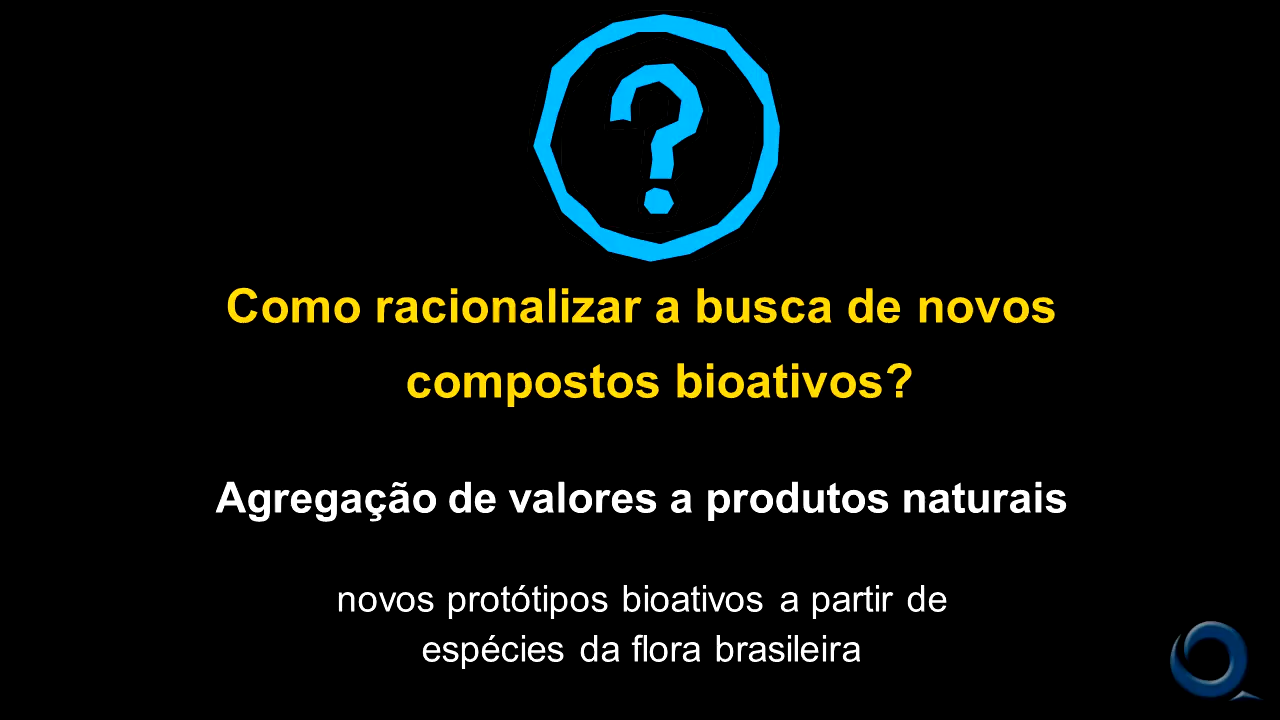 ?
Como racionalizar a busca de novos
compostos bioativos?
Agregação de valores a produtos naturais
novos protótipos bioativos a partir de
espécies da flora brasileira